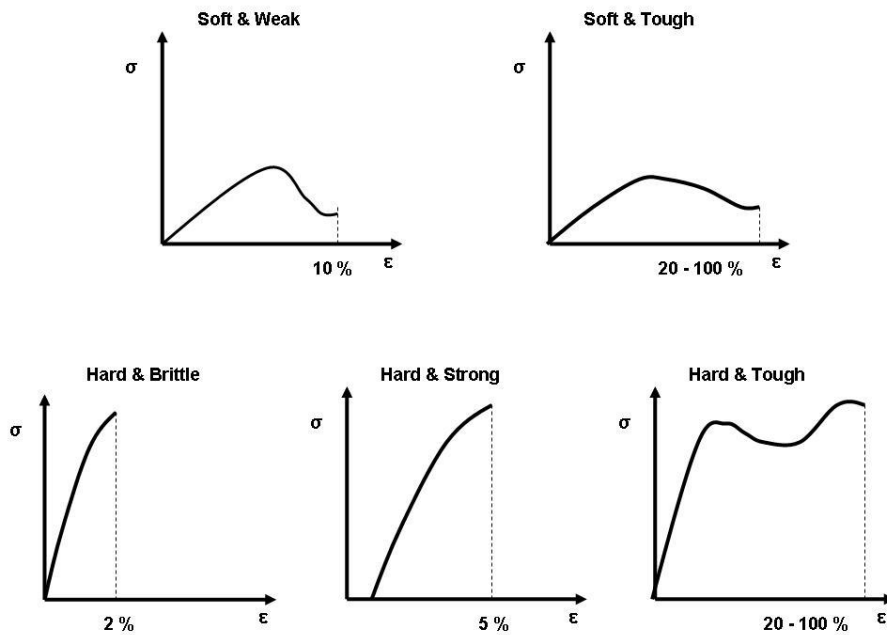 Soft & Weak
σ
10 %
ε
Soft & Tough
σ
20 - 100 %
ε
Hard & Brittle
σ
2 %
ε
Hard & Strong
σ
5 %
ε
Hard & Tough
σ
20 - 100 %
ε